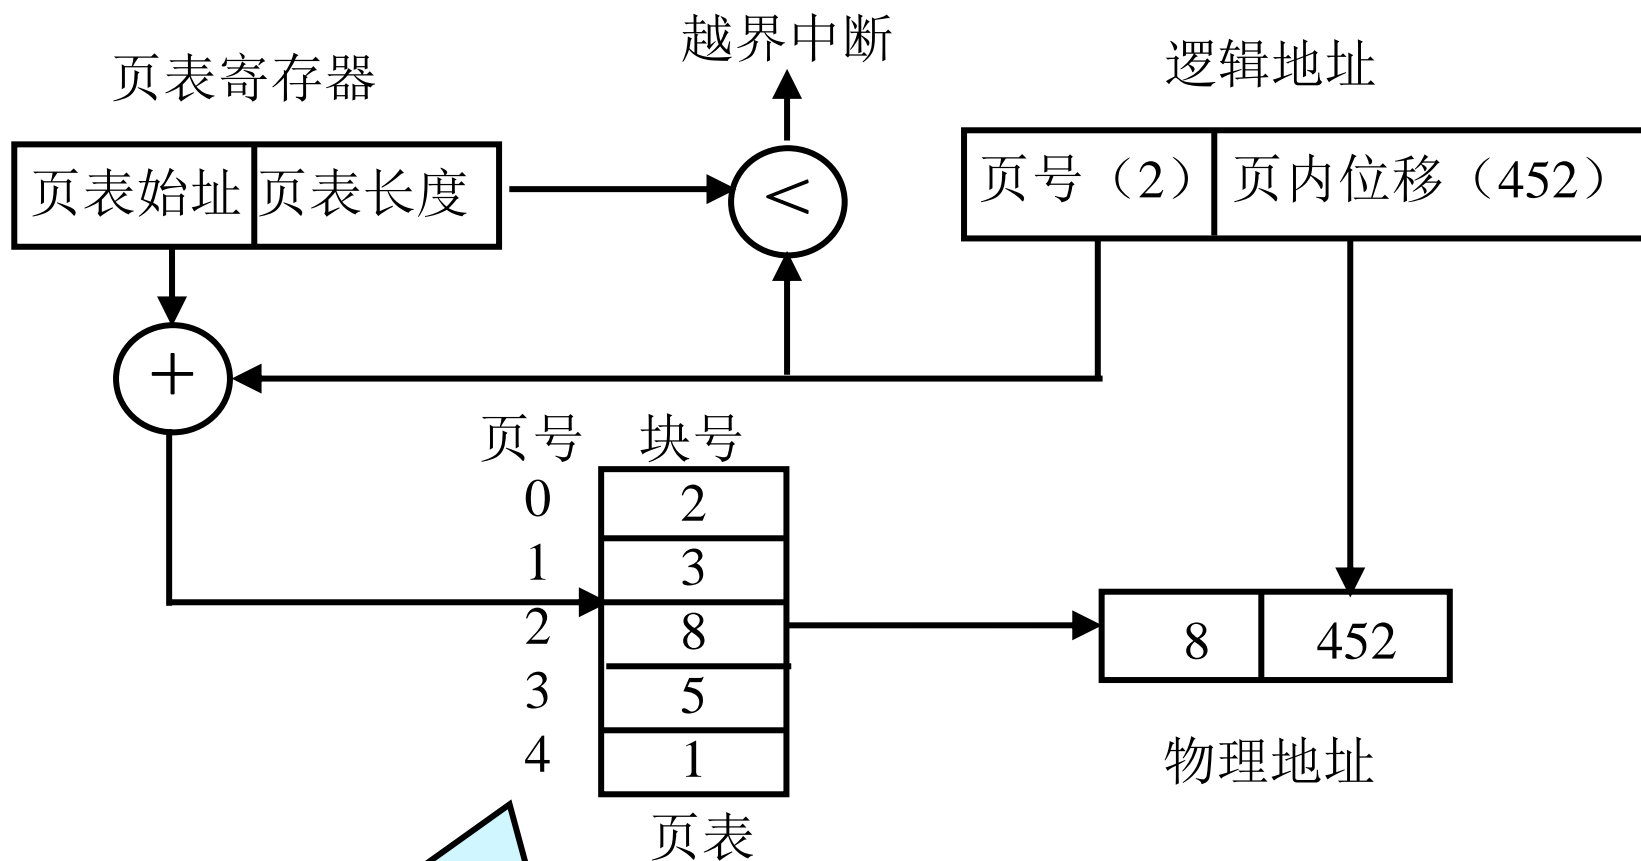 越界中断
页表寄存器
逻辑地址
页表始址 页表长度
<
页号（2） 页内位移（452）
+
页号 块号
0 2
1 3
2 8
3 5
4 1
8 452
物理地址
页表